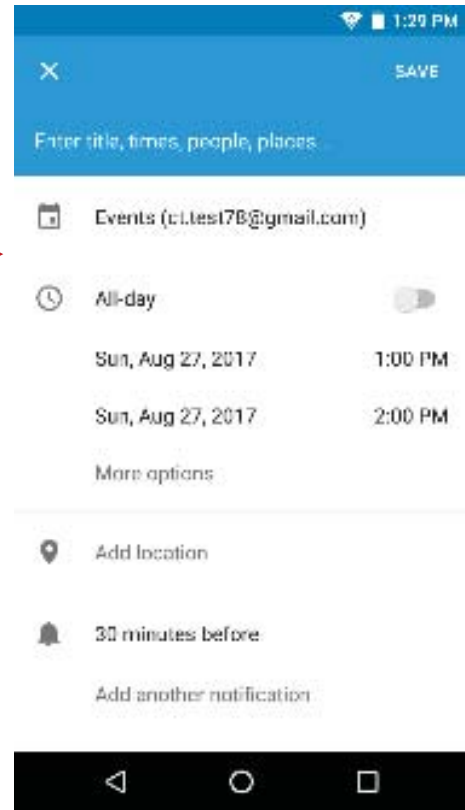 1:29 PM
SAVE
Enter title, times, people, places...
Events (ct.test78@gmail.com)
All-day
Sun, Aug 27, 2017 1:00 PM
Sun, Aug 27, 2017 2:00 PM
More options
Add location
30 minutes before
Add another notification